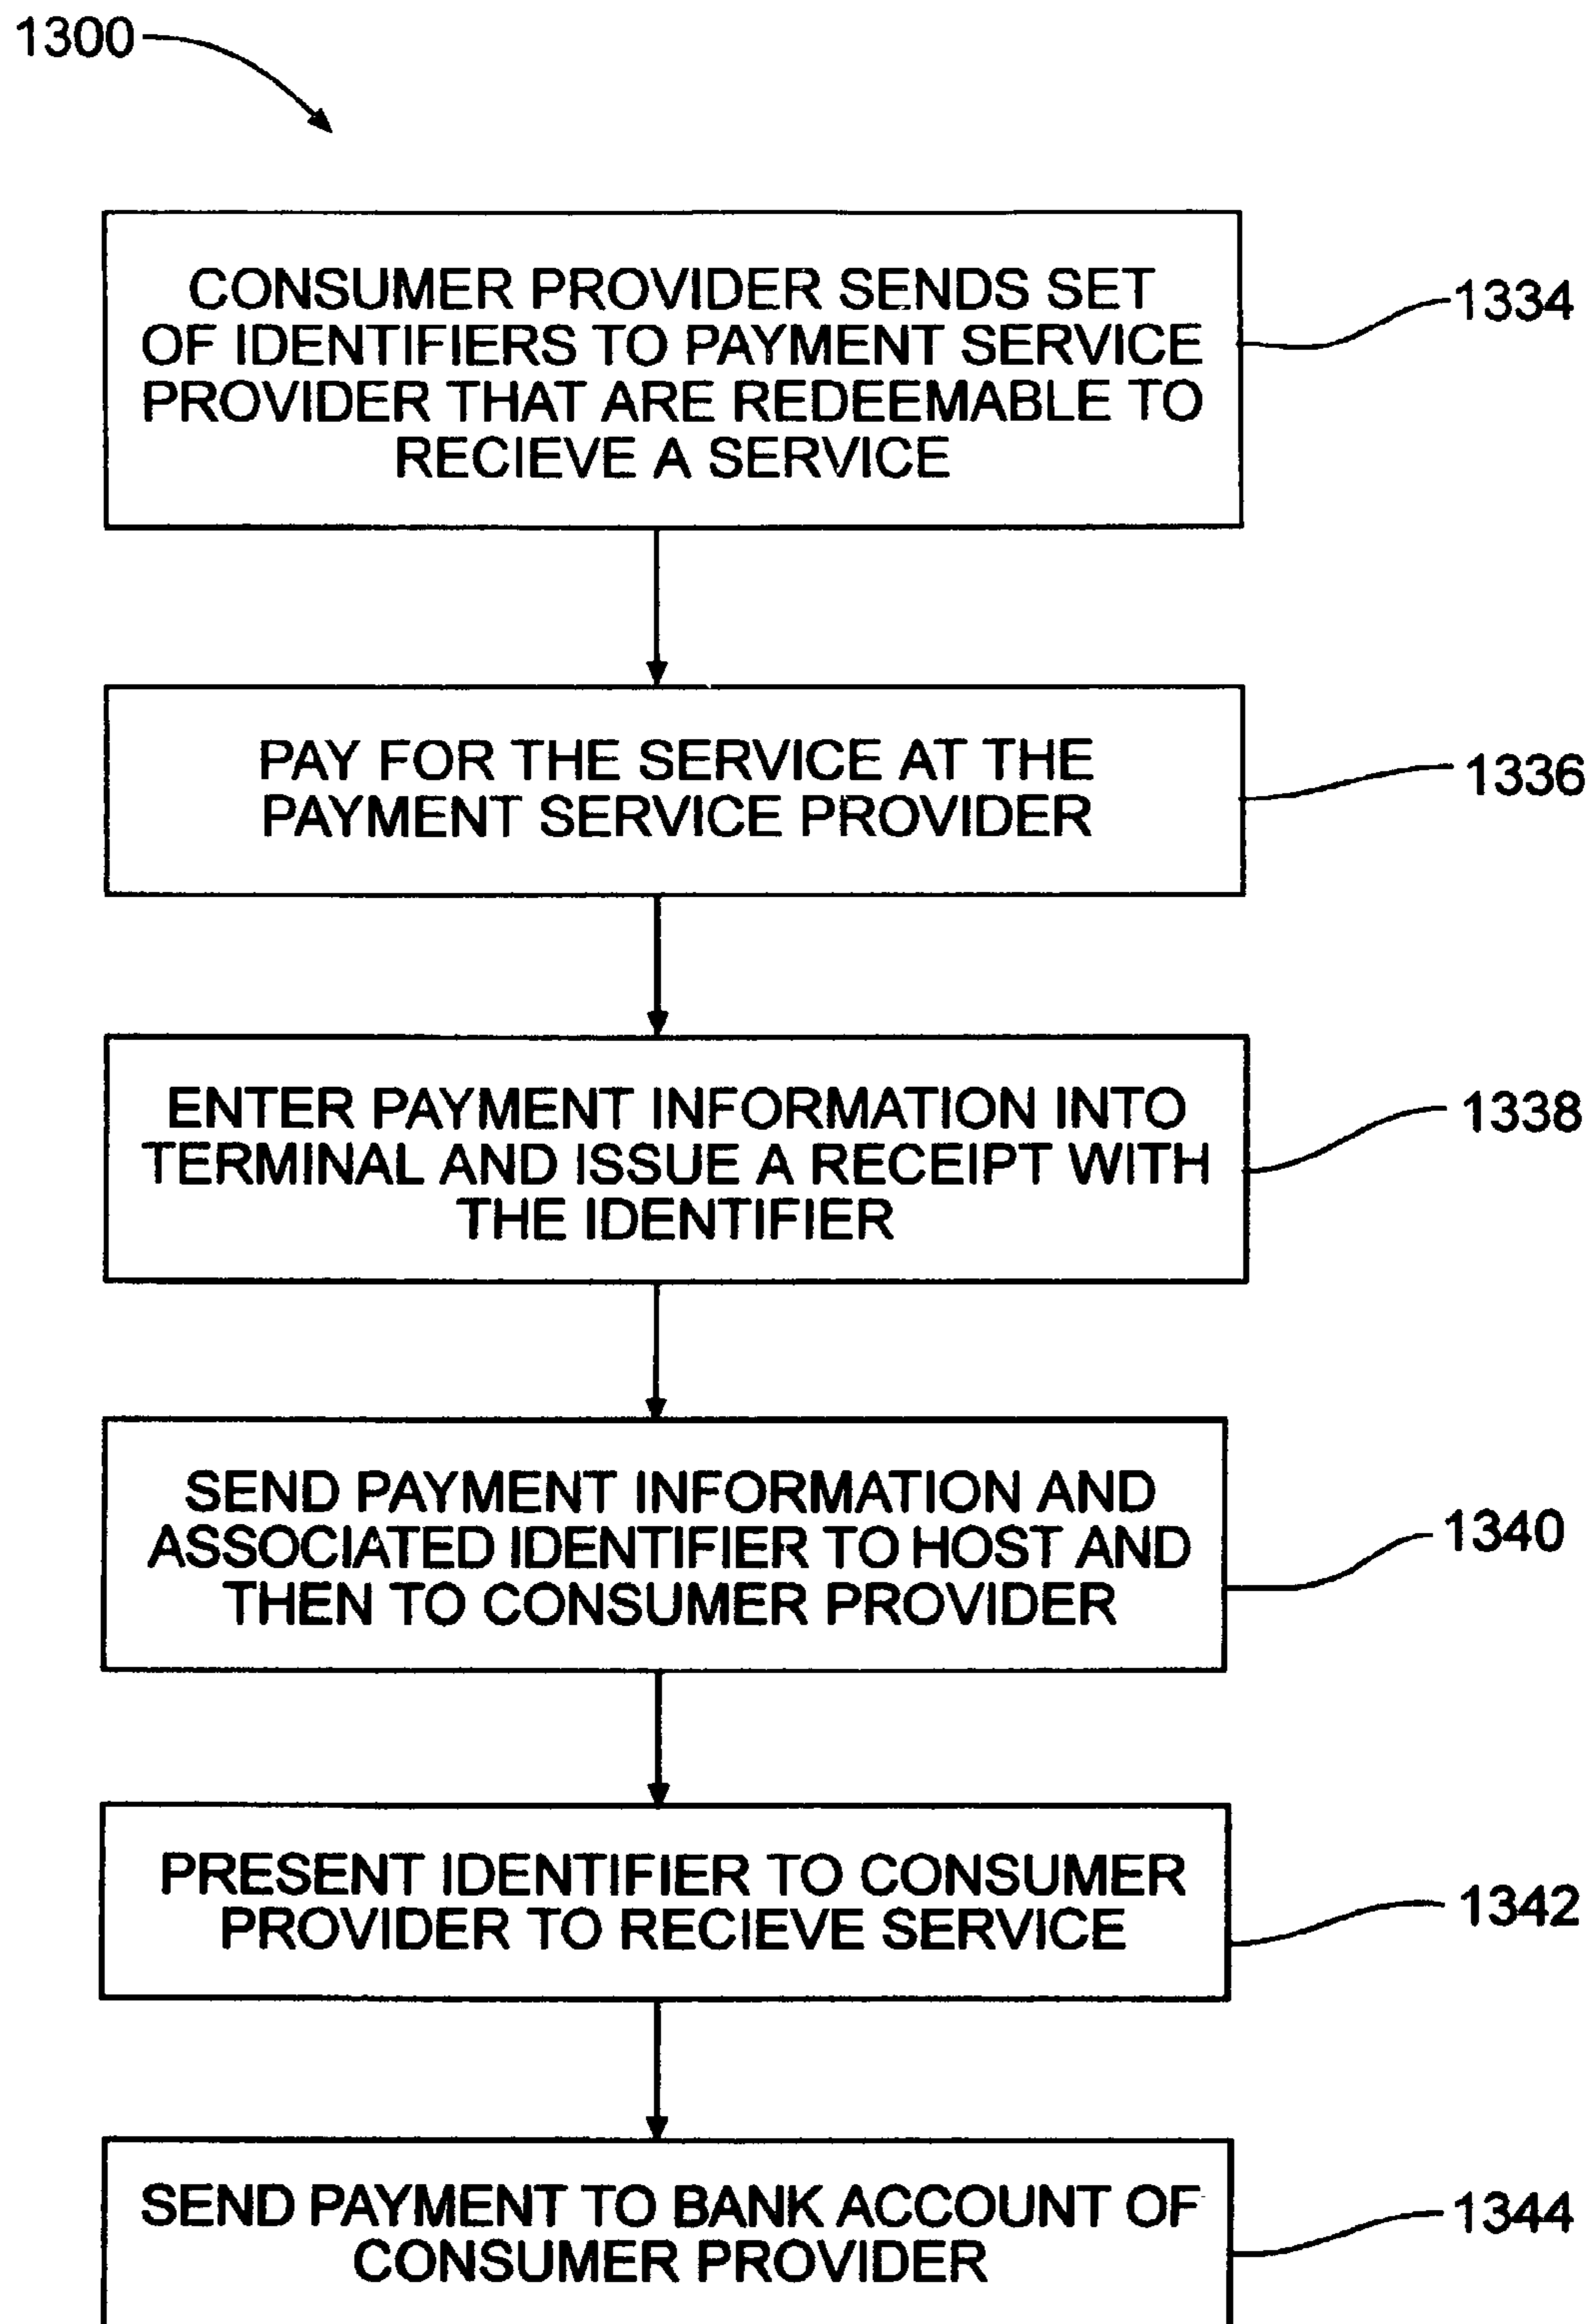 1300
CONSUMER PROVIDER SENDS SET
OF IDENTIFIERS TO PAYMENT SERVICE
PROVIDER THAT ARE REDEEMABLE TO
RECIEVE A SERVICE
1334
PAY FOR THE SERVICE AT THE
PAYMENT SERVICE PROVIDER
1336
ENTER PAYMENT INFORMATION INTO
TERMINAL AND ISSUE A RECEIPT WITH
THE IDENTIFIER
1338
SEND PAYMENT INFORMATION AND
ASSOCIATED IDENTIFIER TO HOST AND
THEN TO CONSUMER PROVIDER
1340
PRESENT IDENTIFIER TO CONSUMER
PROVIDER TO RECIEVE SERVICE
1342
SEND PAYMENT TO BANK ACCOUNT OF
CONSUMER PROVIDER
1344